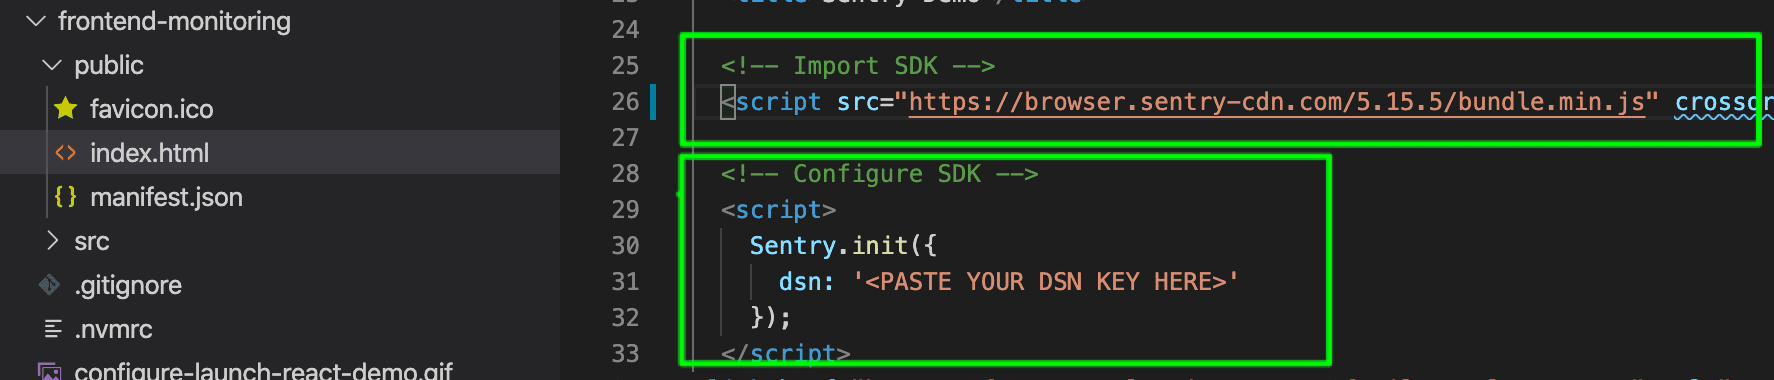 frontend-monitoring
public
favicon.ico
index.html
manifest.json
src
.gitignore
.nvmrc
configure-launch-react-demo.gif
24
25 <!-- Import SDK -->
26 <script src="https://browser.sentry-cdn.com/5.15.5/bundle.min.js"
27
28 <!-- Configure SDK -->
29 <script>
30 Sentry.init({
31 dsn: '<PASTE YOUR DSN KEY HERE>'
32 });
33 </script>